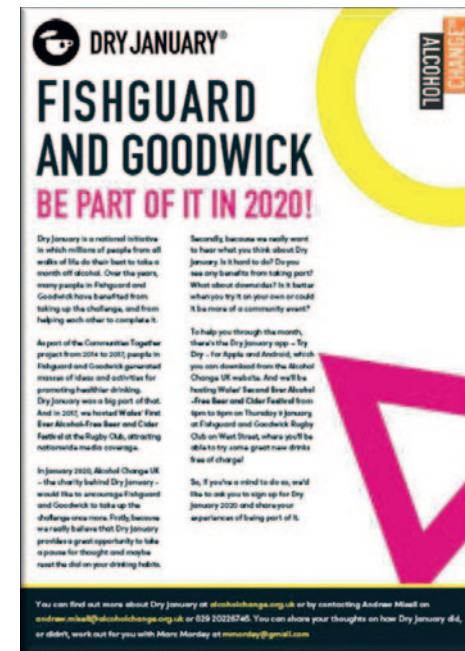 DRY JANUARY®
ALCOHOL
CHANGE UK
FISHGUARD
AND GOODWICK
BE PART OF IT IN 2020!
Dry January is a national initiative
in which millions of people from all
walks of life do their best to take a
month off alcohol. Over the years,
many people in Fishguard and
Goodwick have benefited from
taking up the challenge, and from
helping each other to complete it.
As part of the Communities Together
project from 2014 to 2017, people in
Fishguard and Goodwick generated
masses of ideas and activities for
promoting healthier drinking.
Dry January was a big part of that.
And in 2017, we hosted Wales' First
Ever Alcohol-Free Beer and Cider
Festival at the Rugby Club, attracting
nationwide media coverage.
In January 2020, Alcohol Change UK
– the charity behind Dry January –
would like to encourage Fishguard
and Goodwick to take up the
challenge once more. Firstly, because
we really believe that Dry January
provides a great opportunity to take
a pause for thought and maybe
reset the dial on your drinking habits.
Secondly, because we really want
to hear what you think about Dry
January. Is it hard to do? Do you
see any benefits from taking part?
What about downsides? Is it better
when you try it on your own or could
it be more of a community event?
To help you through the month,
there's the Dry January app – Try
Dry – for Apple and Android, which
you can download from the Alcohol
Change UK website. And we'll be
hosting Wales' Second Ever Alcohol
-Free Beer and Cider Festival from
to 9pm on Thursday 9 January,
at Fishguard and Goodwick Rugby
Club on West Street, where you'll be
able to try some great new drinks
free of charge!
So, if you've a mind to do so, we'd
like to ask you to sign up for Dry
January 2020 and share your
experiences of being part of it.
You can find out more about Dry January at alcoholchange.org.uk or by contacting Andrew Misell on
andrew.misell@alcoholchange.org.uk or 029 20226746. You can share your thoughts on how Dry January did,
or didn't, work out for you with Marc Morday at mmorday@gmail.com